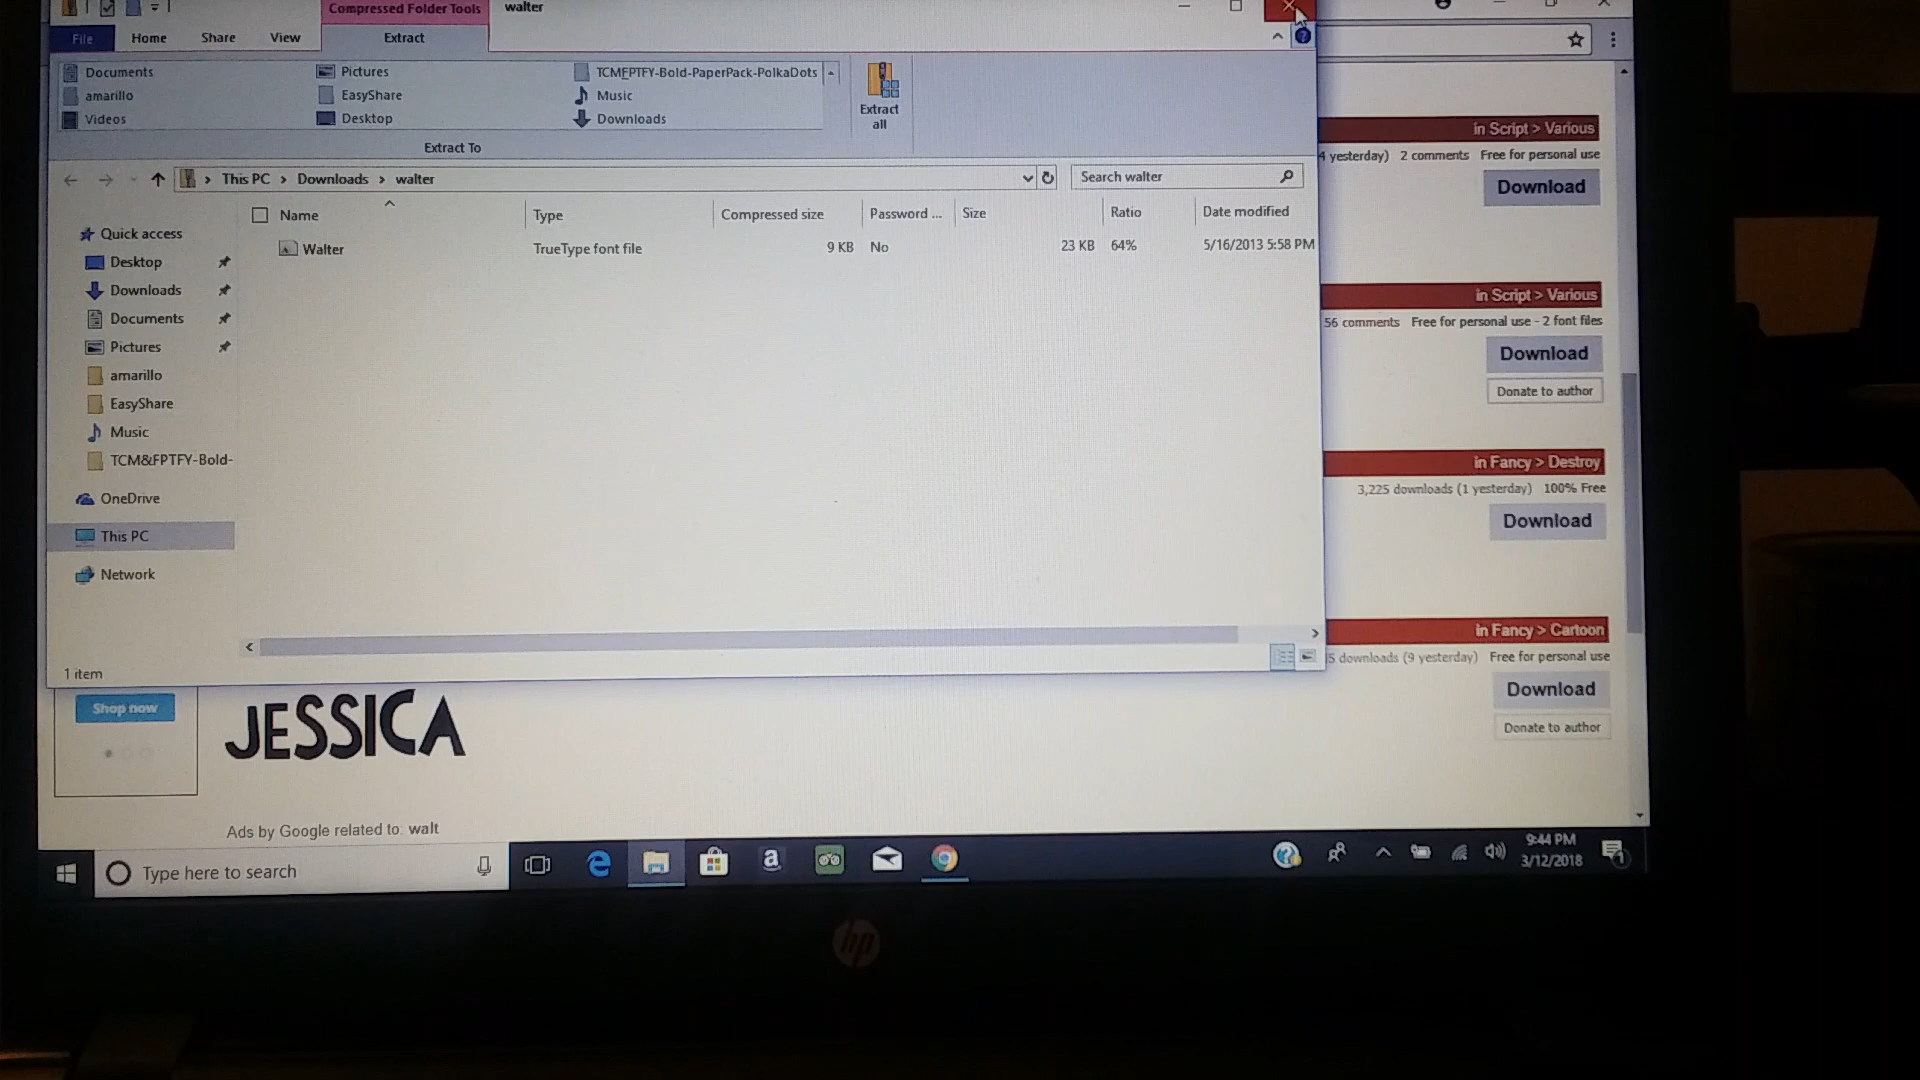 Compressed Folder Tools
walter
File
Home
Share
View
Extract
Documents
Pictures
TCMFPTFY-Bold-PaperPack-PolkaDots
amarillo
EasyShare
Music
Videos
Desktop
Downloads
Extract
all
Extract To
This PC > Downloads > walter
Search walter
Name
Type
Compressed size
Password ...
Size
Ratio
Date modified
Walter
TrueType font file
9 KB
No
23 KB
64%
5/16/2013 5:58 PM
Quick access
Desktop
Downloads
Documents
Pictures
amarillo
EasyShare
Music
TCM&FPTFY-Bold-
OneDrive
This PC
Network
1 item
in Script > Various
4 yesterday) 2 comments Free for personal use
Download
in Script > Various
56 comments Free for personal use - 2 font files
Download
Donate to author
in Fancy > Destroy
3,225 downloads (1 yesterday) 100% Free
Download
in Fancy > Cartoon
5 downloads (9 yesterday) Free for personal use
Download
Donate to author
Shop now
JESSICA
Ads by Google related to: walt
Type here to search
9:44 PM
3/12/2018
1
hp